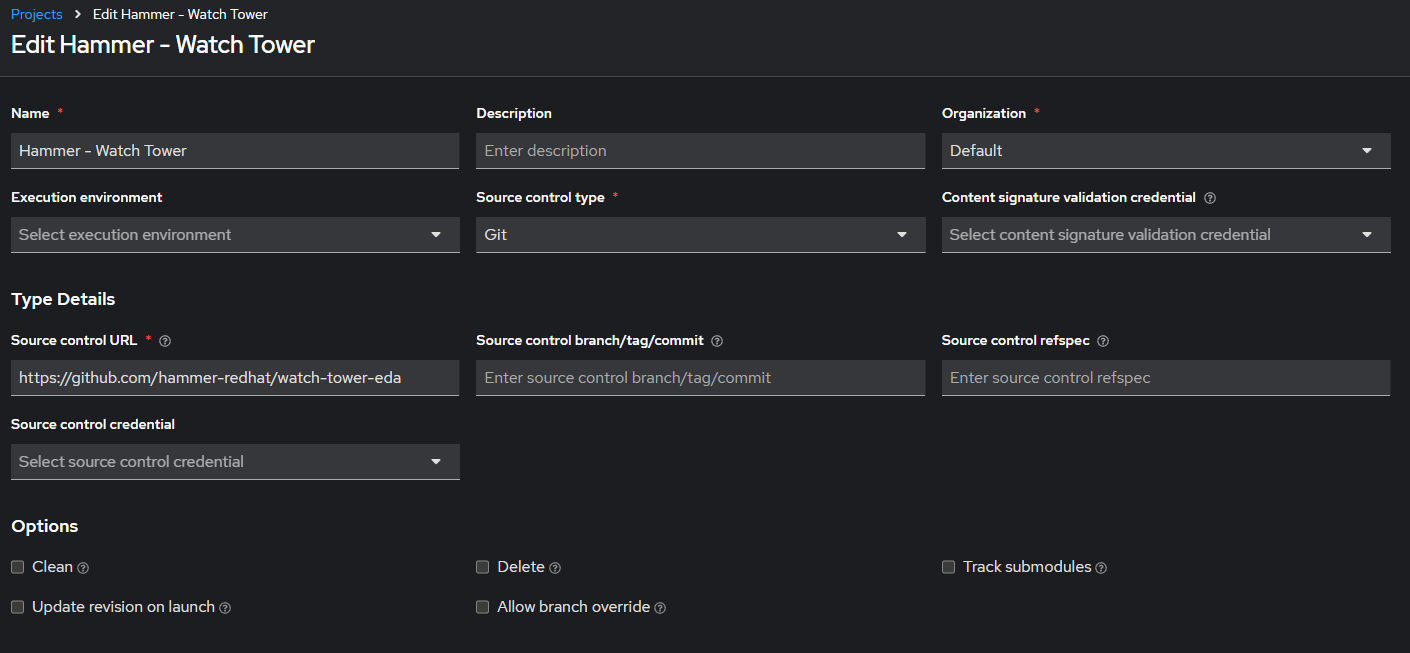 Projects > Edit Hammer - Watch Tower
Edit Hammer - Watch Tower
Name * Description Organization *
Hammer - Watch Tower Enter description Default
Execution environment Source control type * Content signature validation credential
Select execution environment Git Select content signature validation credential
Type Details
Source control URL * Source control branch/tag/commit Source control refspec
https://github.com/hammer-redhat/watch-tower-eda Enter source control branch/tag/commit Enter source control refspec
Source control credential
Select source control credential
Options
Clean Delete Track submodules
Update revision on launch Allow branch override